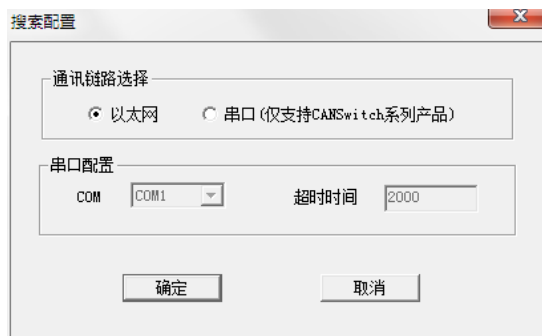 搜索配置
通讯链路选择
以太网 串口(仅支持CANSwitch系列产品)
串口配置
COM COM1 超时时间 2000
确定 取消